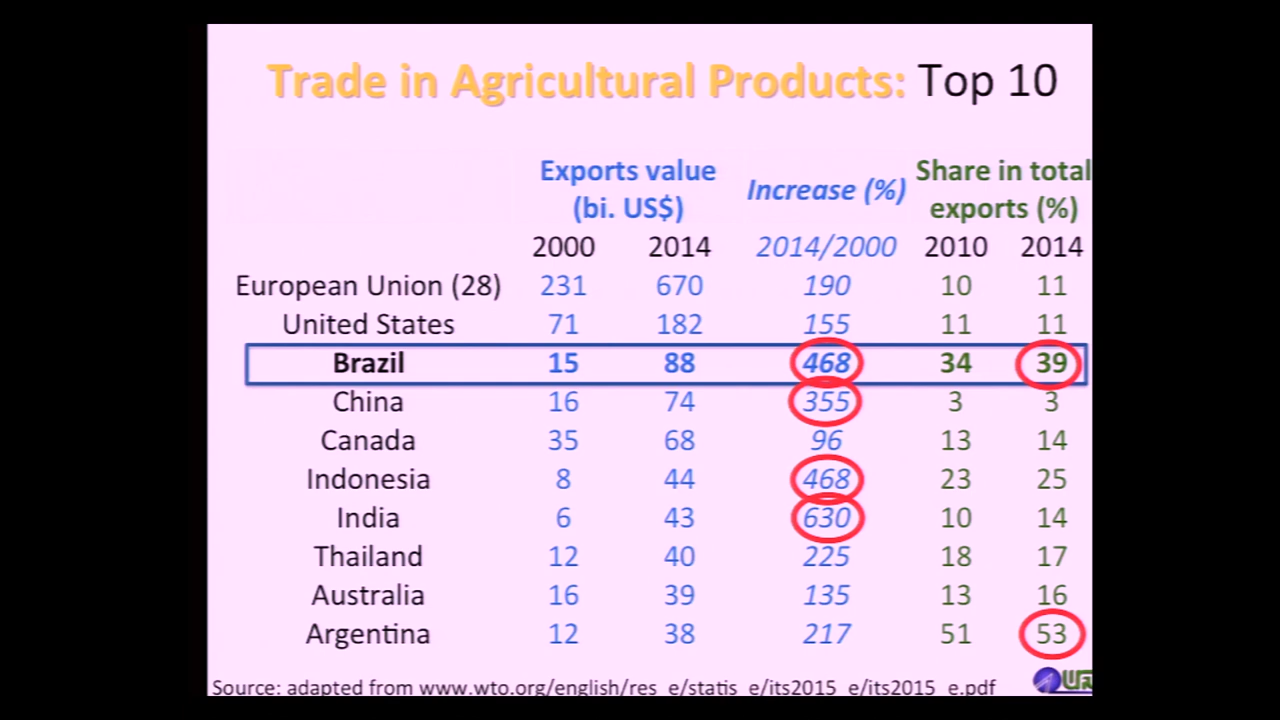 Trade in Agricultural Products: Top 10
Exports value (bi. US$) Increase (%) Share in total exports (%)
2000 2014 2014/2000 2010 2014
European Union (28) 231 670 190 10 11
United States 71 182 155 11 11
Brazil 15 88 468 34 39
China 16 74 355 3 3
Canada 35 68 96 13 14
Indonesia 8 44 468 23 25
India 6 43 630 10 14
Thailand 12 40 225 18 17
Australia 16 39 135 13 16
Argentina 12 38 217 51 53
Source: adapted from www.wto.org/english/res_e/statis_e/its2015_e/its2015_e.pdf